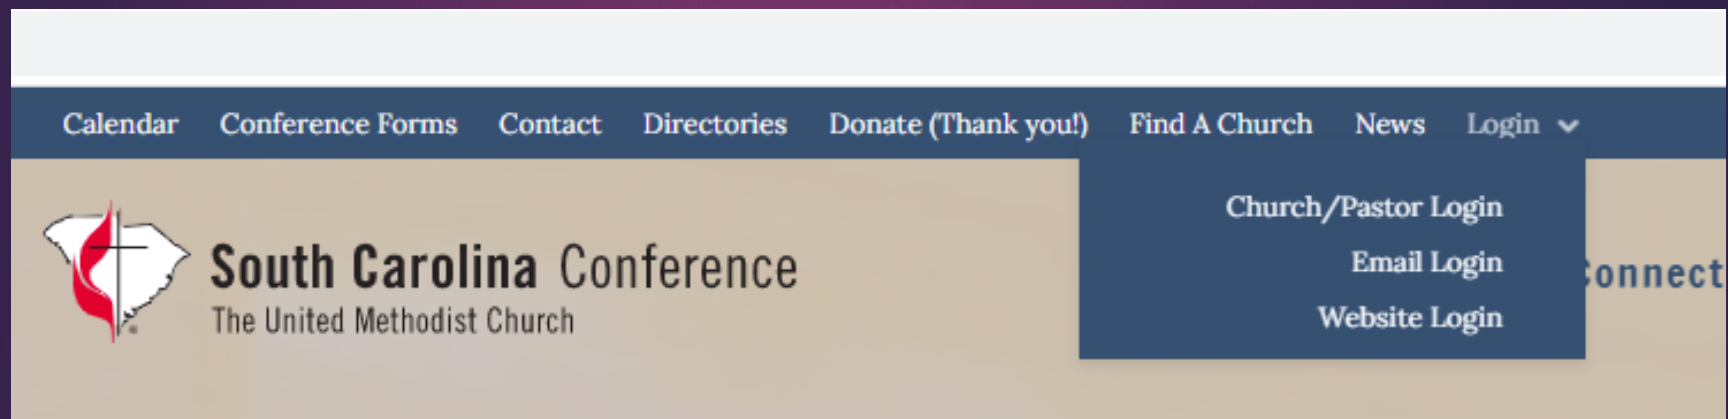 Calendar Conference Forms Contact Directories Donate (Thank you!) Find A Church News Login
Church/Pastor Login
Email Login
Website Login
South Carolina Conference
The United Methodist Church
Connect